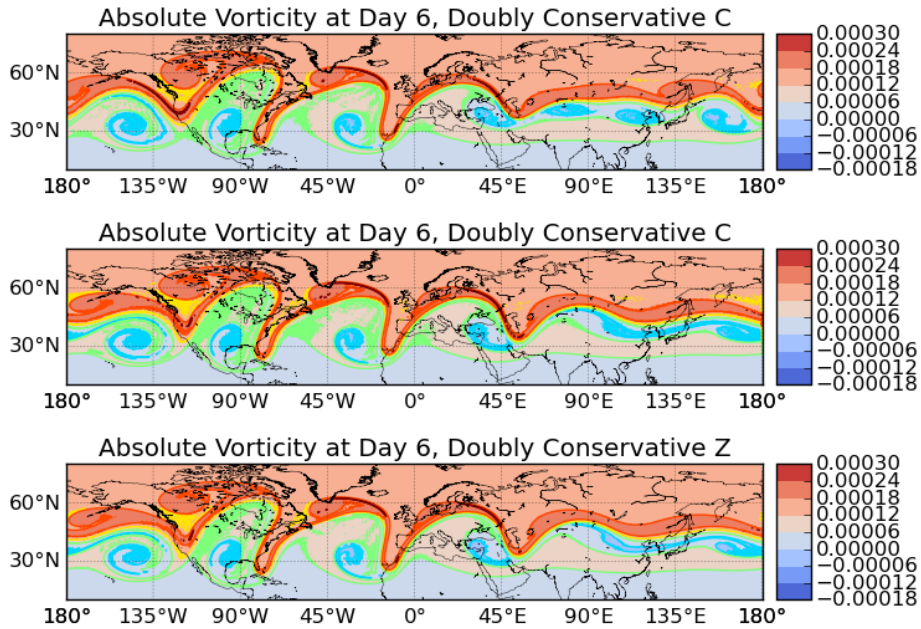 Absolute Vorticity at Day 6, Doubly Conservative C
60°N
30°N
180° 135°W 90°W 45°W 0° 45°E 90°E 135°E 180°
0.00030
0.00024
0.00018
0.00012
0.00006
0.00000
−0.00006
−0.00012
−0.00018
Absolute Vorticity at Day 6, Doubly Conservative C
60°N
30°N
180° 135°W 90°W 45°W 0° 45°E 90°E 135°E 180°
0.00030
0.00024
0.00018
0.00012
0.00006
0.00000
−0.00006
−0.00012
−0.00018
Absolute Vorticity at Day 6, Doubly Conservative Z
60°N
30°N
180° 135°W 90°W 45°W 0° 45°E 90°E 135°E 180°
0.00030
0.00024
0.00018
0.00012
0.00006
0.00000
−0.00006
−0.00012
−0.00018